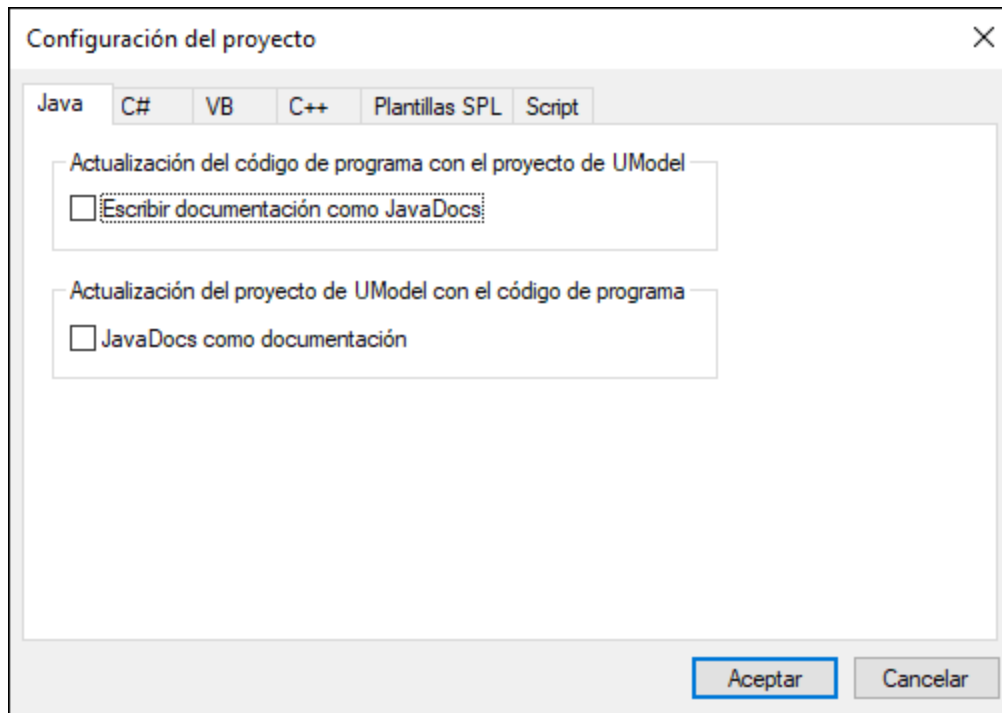 Configuración del proyecto
Java C# VB C++ Plantillas SPL Script
Actualización del código de programa con el proyecto de UModel
Escribir documentación como JavaDocs
Actualización del proyecto de UModel con el código de programa
JavaDocs como documentación
Aceptar Cancelar